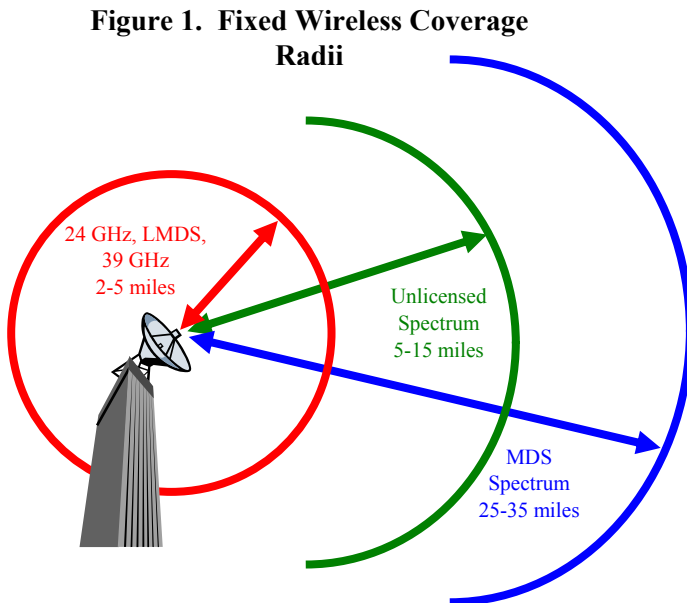 Figure 1.  Fixed Wireless Coverage
Radii
24 GHz, LMDS,
39 GHz
2-5 miles
Unlicensed
Spectrum
5-15 miles
MDS
Spectrum
25-35 miles